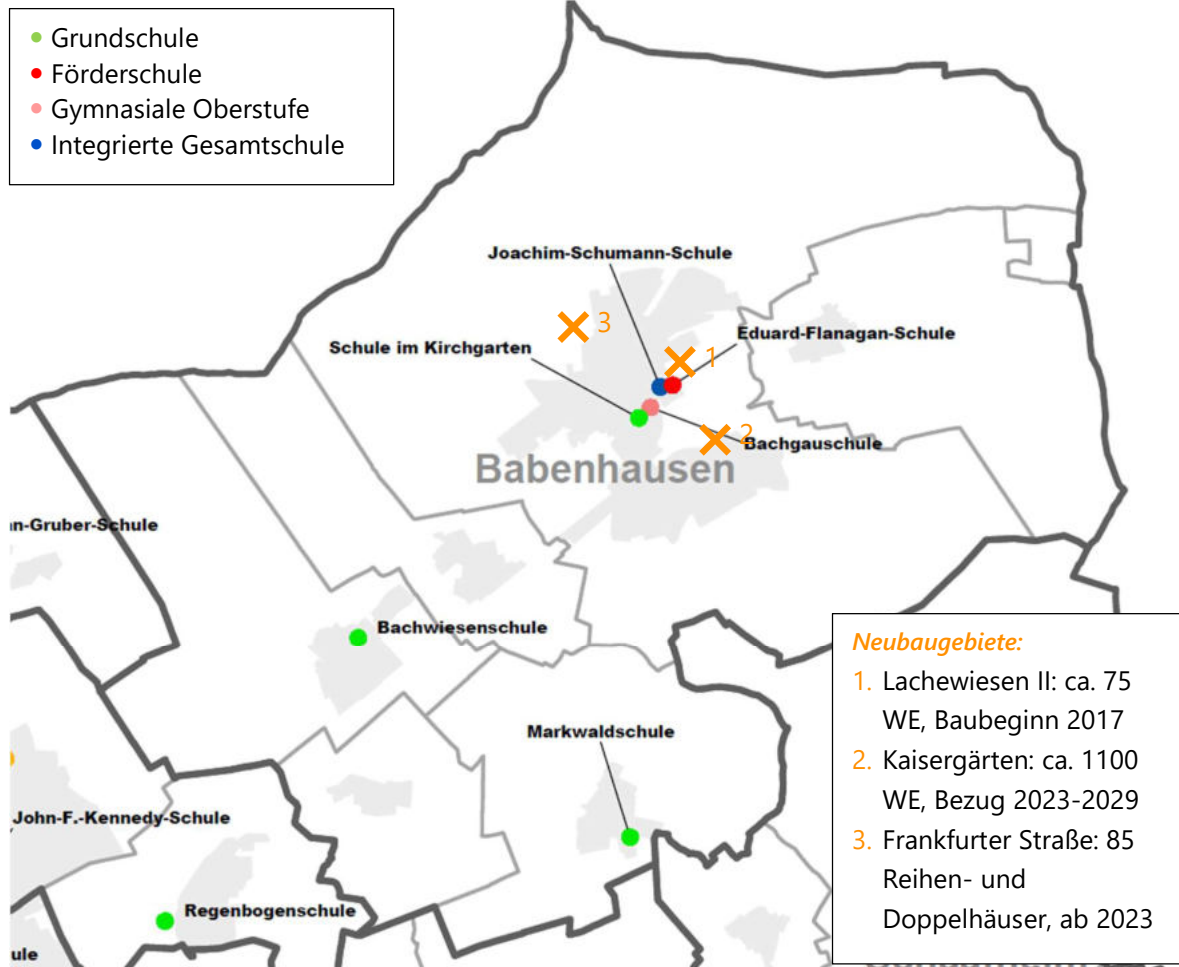 Grundschule
Förderschule
Gymnasiale Oberstufe
Integrierte Gesamtschule
Joachim-Schumann-Schule
3
Eduard-Flanagan-Schule
Schule im Kirchgarten
1
2
Bachgauschule
Babenhausen
n-Gruber-Schule
Bachwiesenschule
Markwaldschule
John-F.-Kennedy-Schule
Regenbogenschule
ule
Neubaugebiete:
1. Lachewiesen II: ca. 75
WE, Baubeginn 2017
2. Kaisergärten: ca. 1100
WE, Bezug 2023-2029
3. Frankfurter Straße: 85
Reihen- und
Doppelhäuser, ab 2023